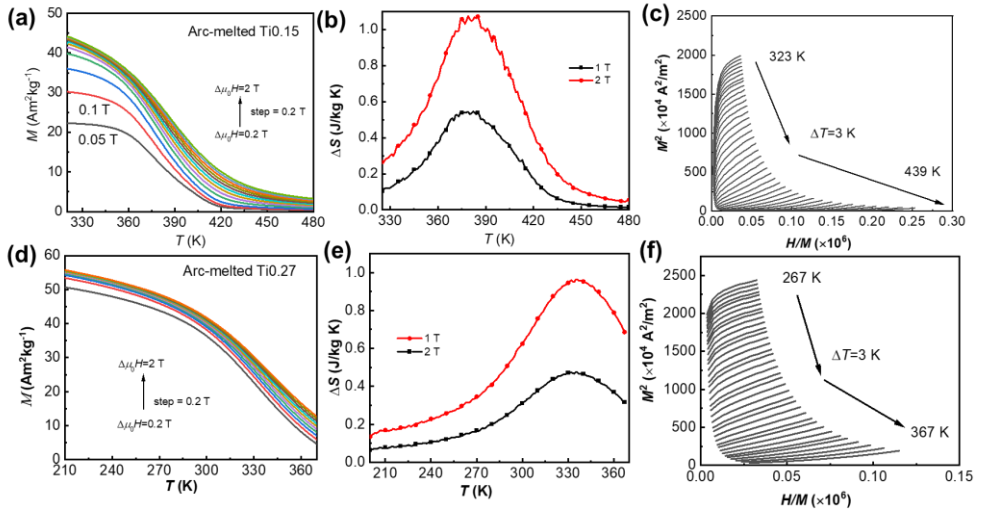 (a)
Arc-melted Ti0.15
50
40
30
20
10
0
M (Am²kg⁻¹)
0.1 T
0.05 T
Δμ₀H=2 T
step = 0.2 T
Δμ₀H=0.2 T
330 360 390 420 450 480
T (K)
(b)
1.0
0.8
0.6
0.4
0.2
0.0
ΔS (J/kg K)
1 T
2 T
330 360 390 420 450 480
T (K)
(c)
2500
2000
1500
1000
500
0
M² (×10⁴ A²/m²)
323 K
ΔT=3 K
439 K
0.00 0.05 0.10 0.15 0.20 0.25 0.30
H/M (×10⁶)
(d)
Arc-melted Ti0.27
60
50
40
30
20
10
0
M (Am²kg⁻¹)
Δμ₀H=2 T
step = 0.2 T
Δμ₀H=0.2 T
210 240 270 300 330 360
T (K)
(e)
1.0
0.8
0.6
0.4
0.2
0.0
ΔS (J/kg K)
1 T
2 T
210 240 270 300 330 360
T (K)
(f)
2500
2000
1500
1000
500
0
M² (×10⁴ A²/m²)
267 K
ΔT=3 K
367 K
0.00 0.05 0.10 0.15
H/M (×10⁶)